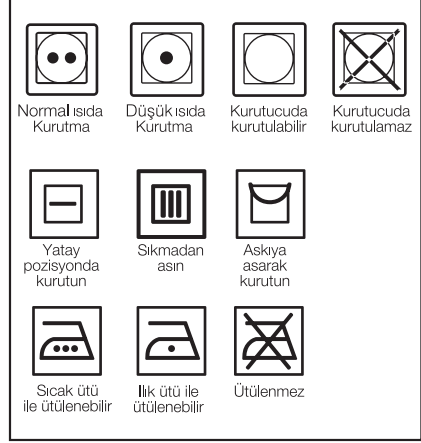 Normal ısıda
Kurutma
Düşük ısıda
Kurutma
Kurutucuda
kurutulabilir
Kurutucuda
kurutulamaz
Yatay
pozisyonda
kurutun
Sıkmadan
asın
Askıya
asarak
kurutun
Sıcak ütü
ile ütülenebilir
Ilık ütü ile
ütülenebilir
Ütülenmez